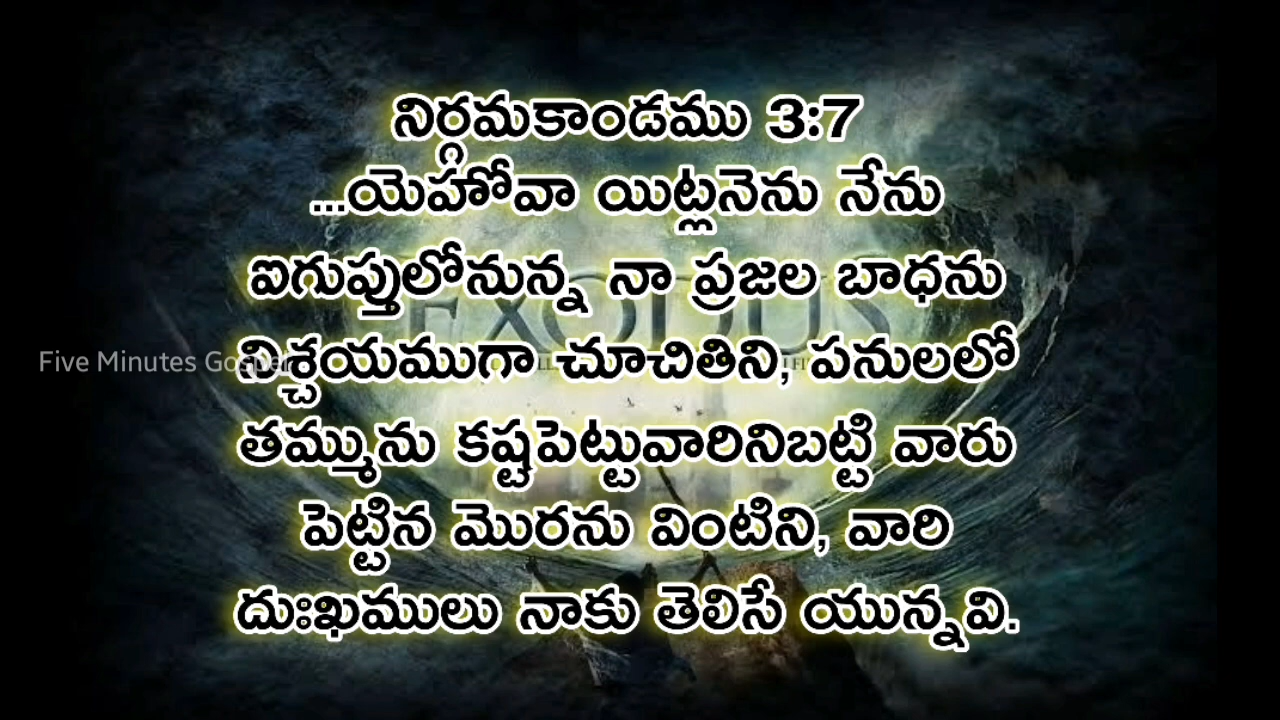 నిర్గమకాండము 3:7
...యెహోవా యిట్లనెను నేను
ఐగుప్తులోనున్న నా ప్రజల బాధను
నిశ్చయముగా చూచితిని, పనులలో
తమ్మును కష్టపెట్టువారినిబట్టి వారు
పెట్టిన మొరను వింటిని, వారి
దుఃఖములు నాకు తెలిసే యున్నవి.
Five Minutes Gospel
EXODUS